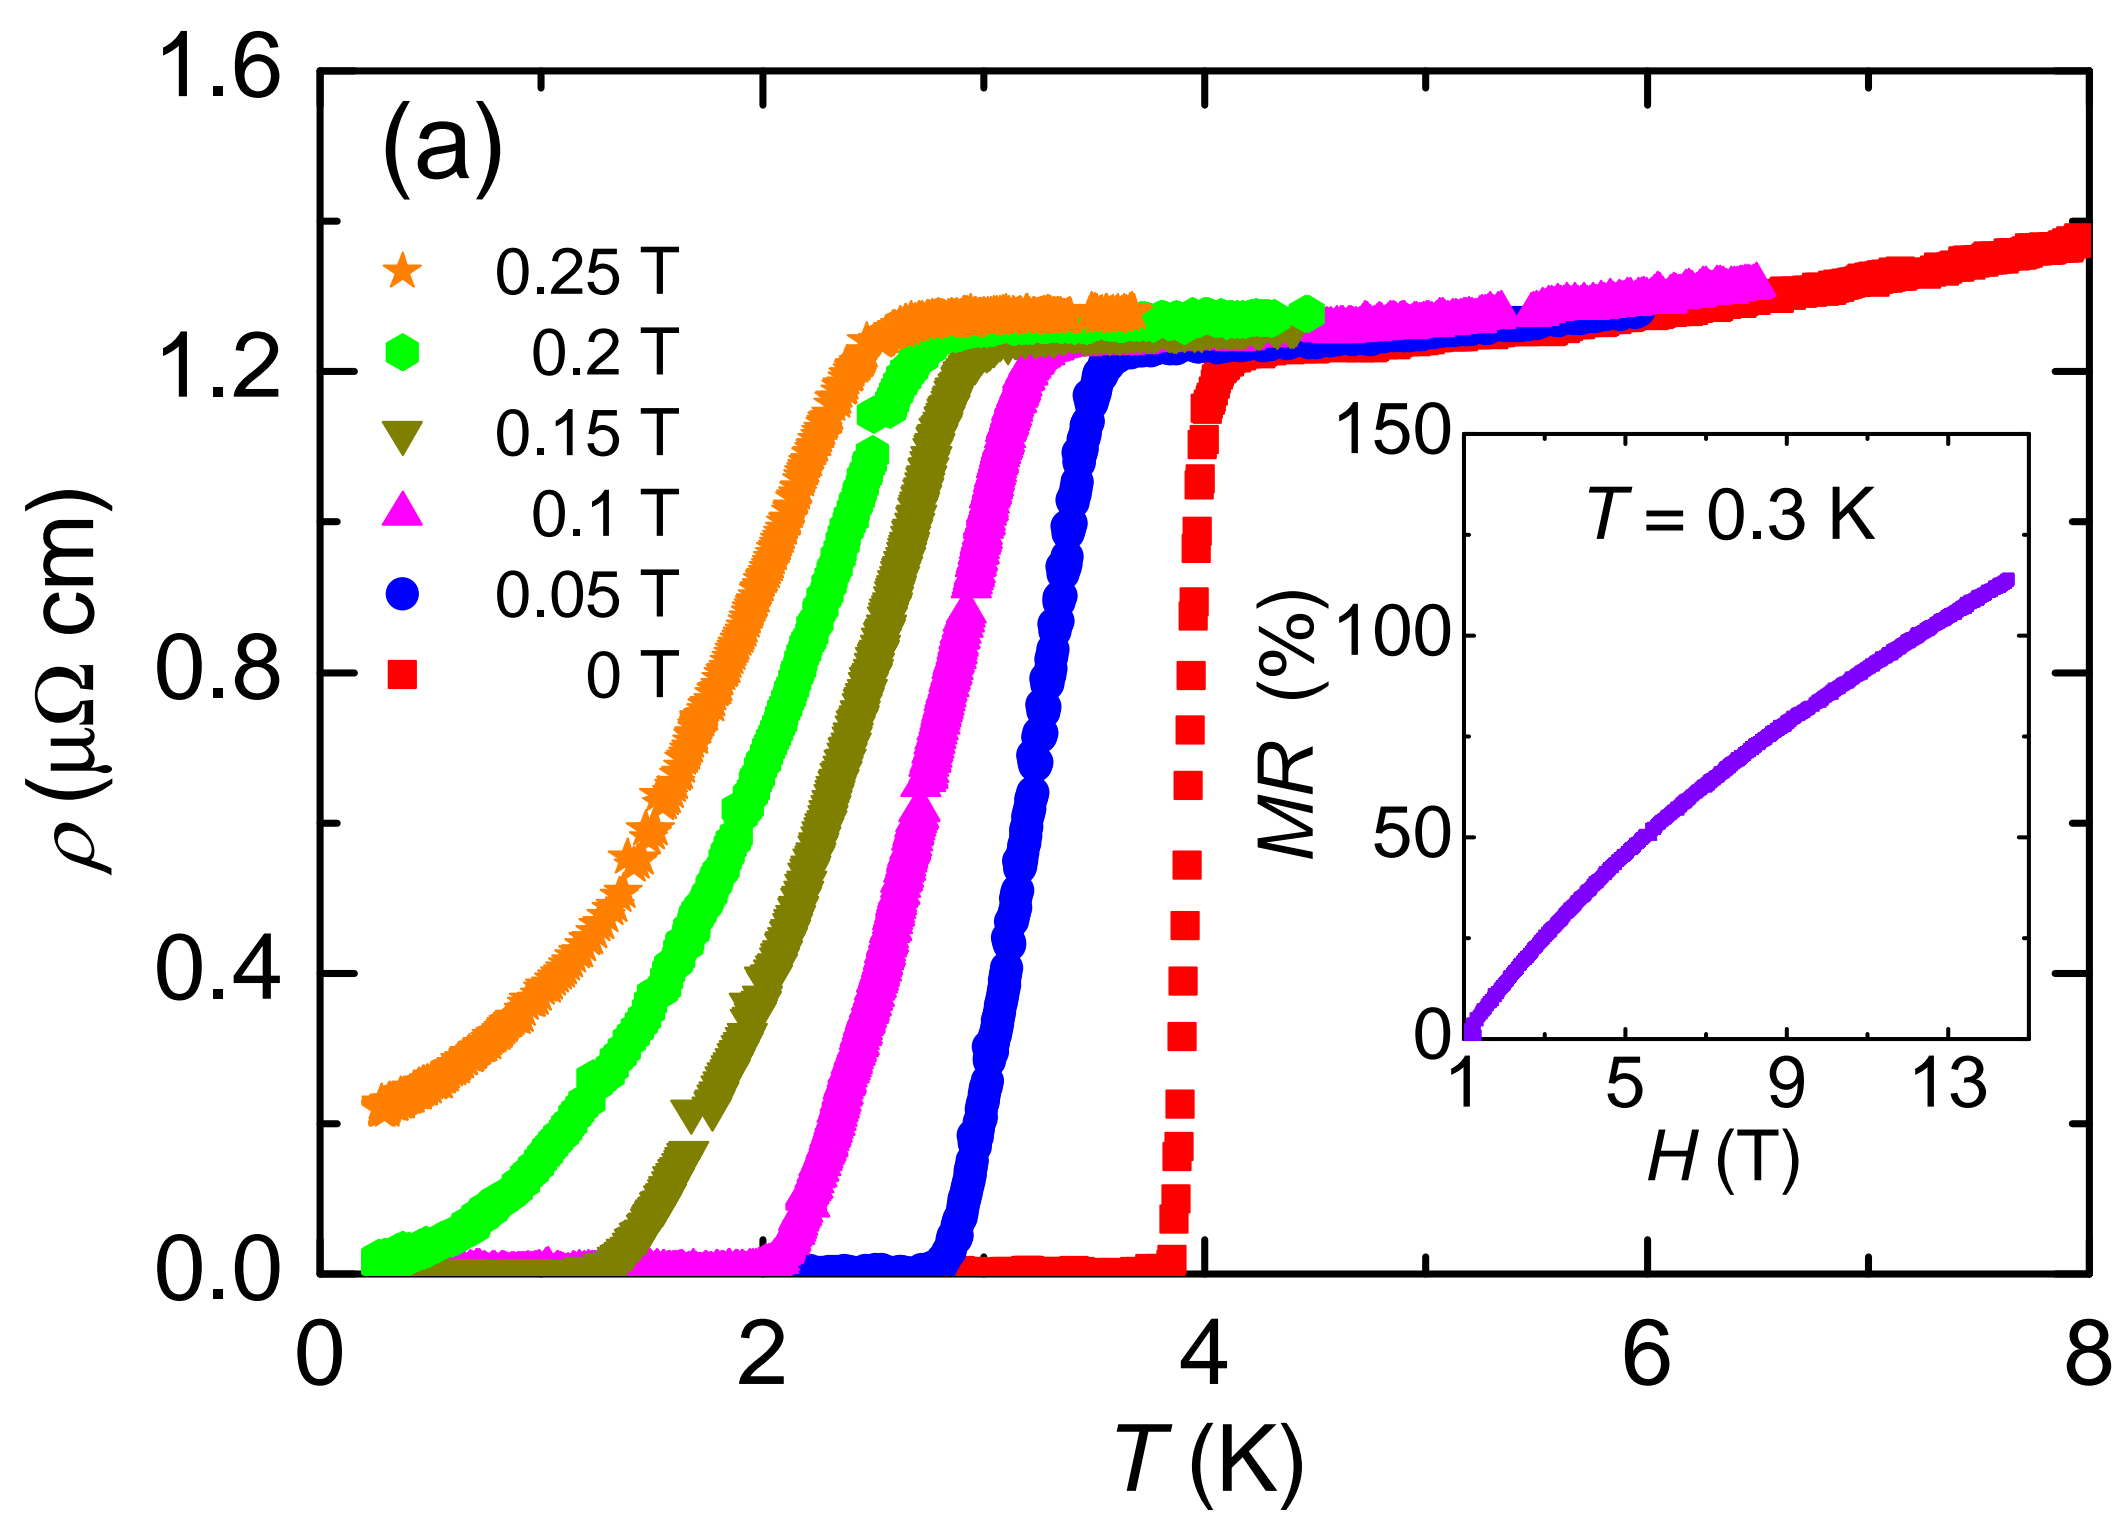 (a)
0.25 T
0.2 T
0.15 T
0.1 T
0.05 T
0 T
1.6
1.2
0.8
0.4
0.0
ρ (μΩ cm)
0 2 4 6 8
T (K)
T = 0.3 K
150
100
50
0
MR (%)
1 5 9 13
H (T)